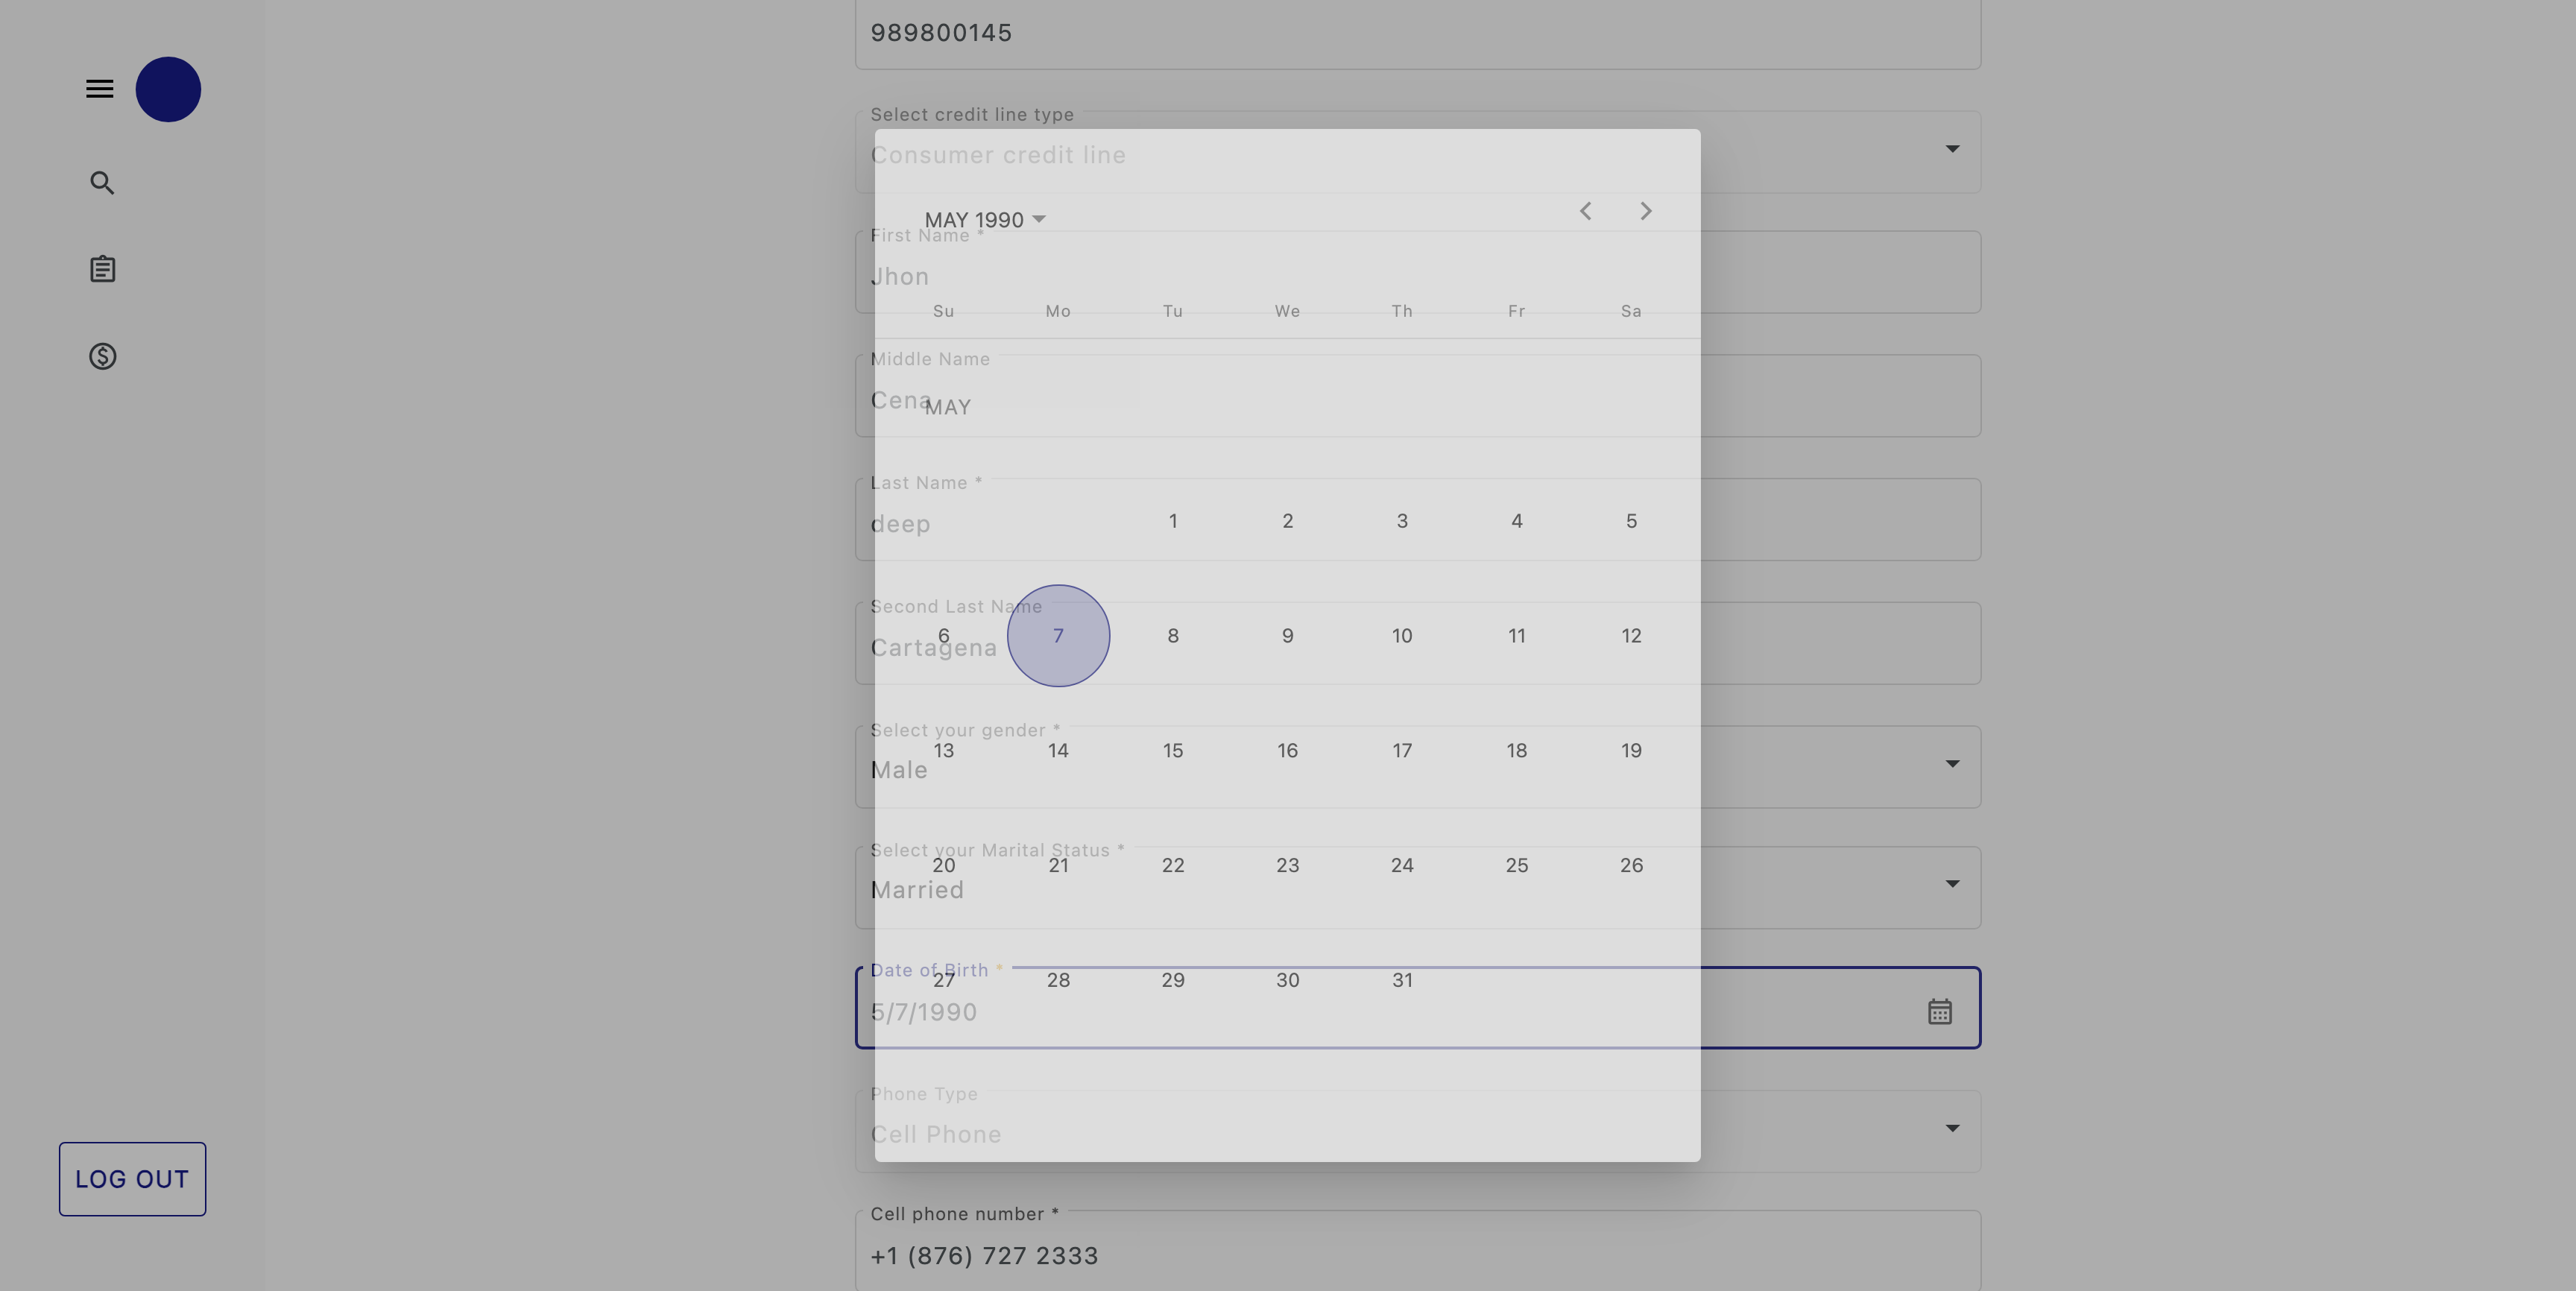 989800145
Select credit line type
Consumer credit line
MAY 1990
First Name *
Jhon
Su Mo Tu We Th Fr Sa
Middle Name
Cena
MAY
Last Name *
deep
1 2 3 4 5
Second Last Name
6 7 8 9 10 11 12
Cartagena
Select your gender *
13 14 15 16 17 18 19
Male
Select your Marital Status *
20 21 22 23 24 25 26
Married
Date of Birth *
27 28 29 30 31
5/7/1990
Phone Type
Cell Phone
LOG OUT
Cell phone number *
+1 (876) 727 2333